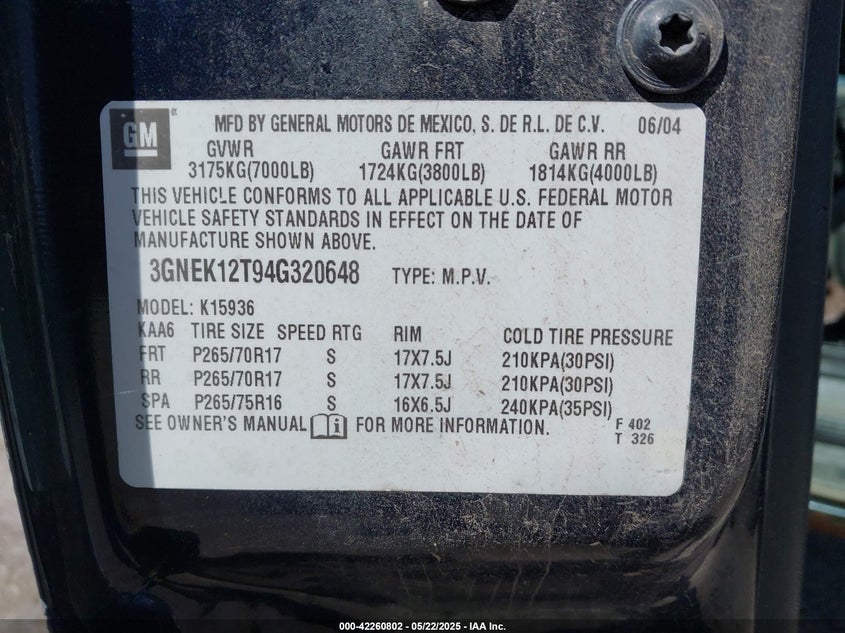 GM ®
MFD BY GENERAL MOTORS DE MEXICO, S. DE R.L. DE C.V. 06/04
GVWR GAWR FRT GAWR RR
3175KG(7000LB) 1724KG(3800LB) 1814KG(4000LB)
THIS VEHICLE CONFORMS TO ALL APPLICABLE U.S. FEDERAL MOTOR
VEHICLE SAFETY STANDARDS IN EFFECT ON THE DATE OF
MANUFACTURE SHOWN ABOVE.
3GNEK12T94G320648 TYPE: M.P.V.
MODEL: K15936
KAA6 TIRE SIZE SPEED RTG RIM COLD TIRE PRESSURE
FRT P265/70R17 S 17X7.5J 210KPA(30PSI)
RR P265/70R17 S 17X7.5J 210KPA(30PSI)
SPA P265/75R16 S 16X6.5J 240KPA(35PSI)
SEE OWNER'S MANUAL i FOR MORE INFORMATION.
F 402
T 326
000-42260802 - 05/22/2025 - IAA Inc.